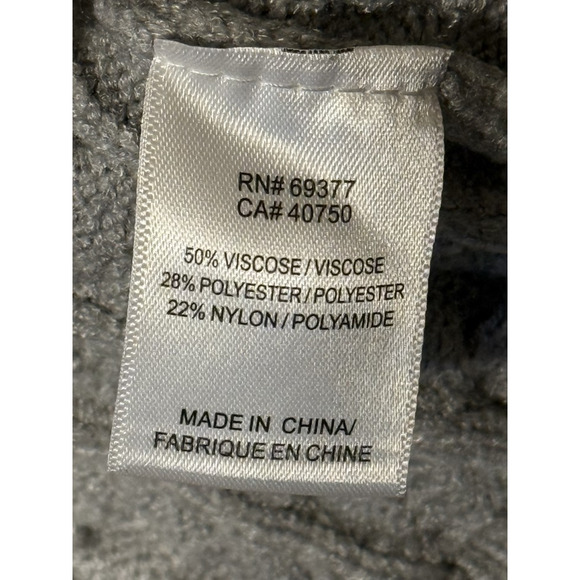 RN# 69377
CA# 40750
50% VISCOSE / VISCOSE
28% POLYESTER / POLYESTER
22% NYLON / POLYAMIDE
MADE IN CHINA/
FABRIQUE EN CHINE